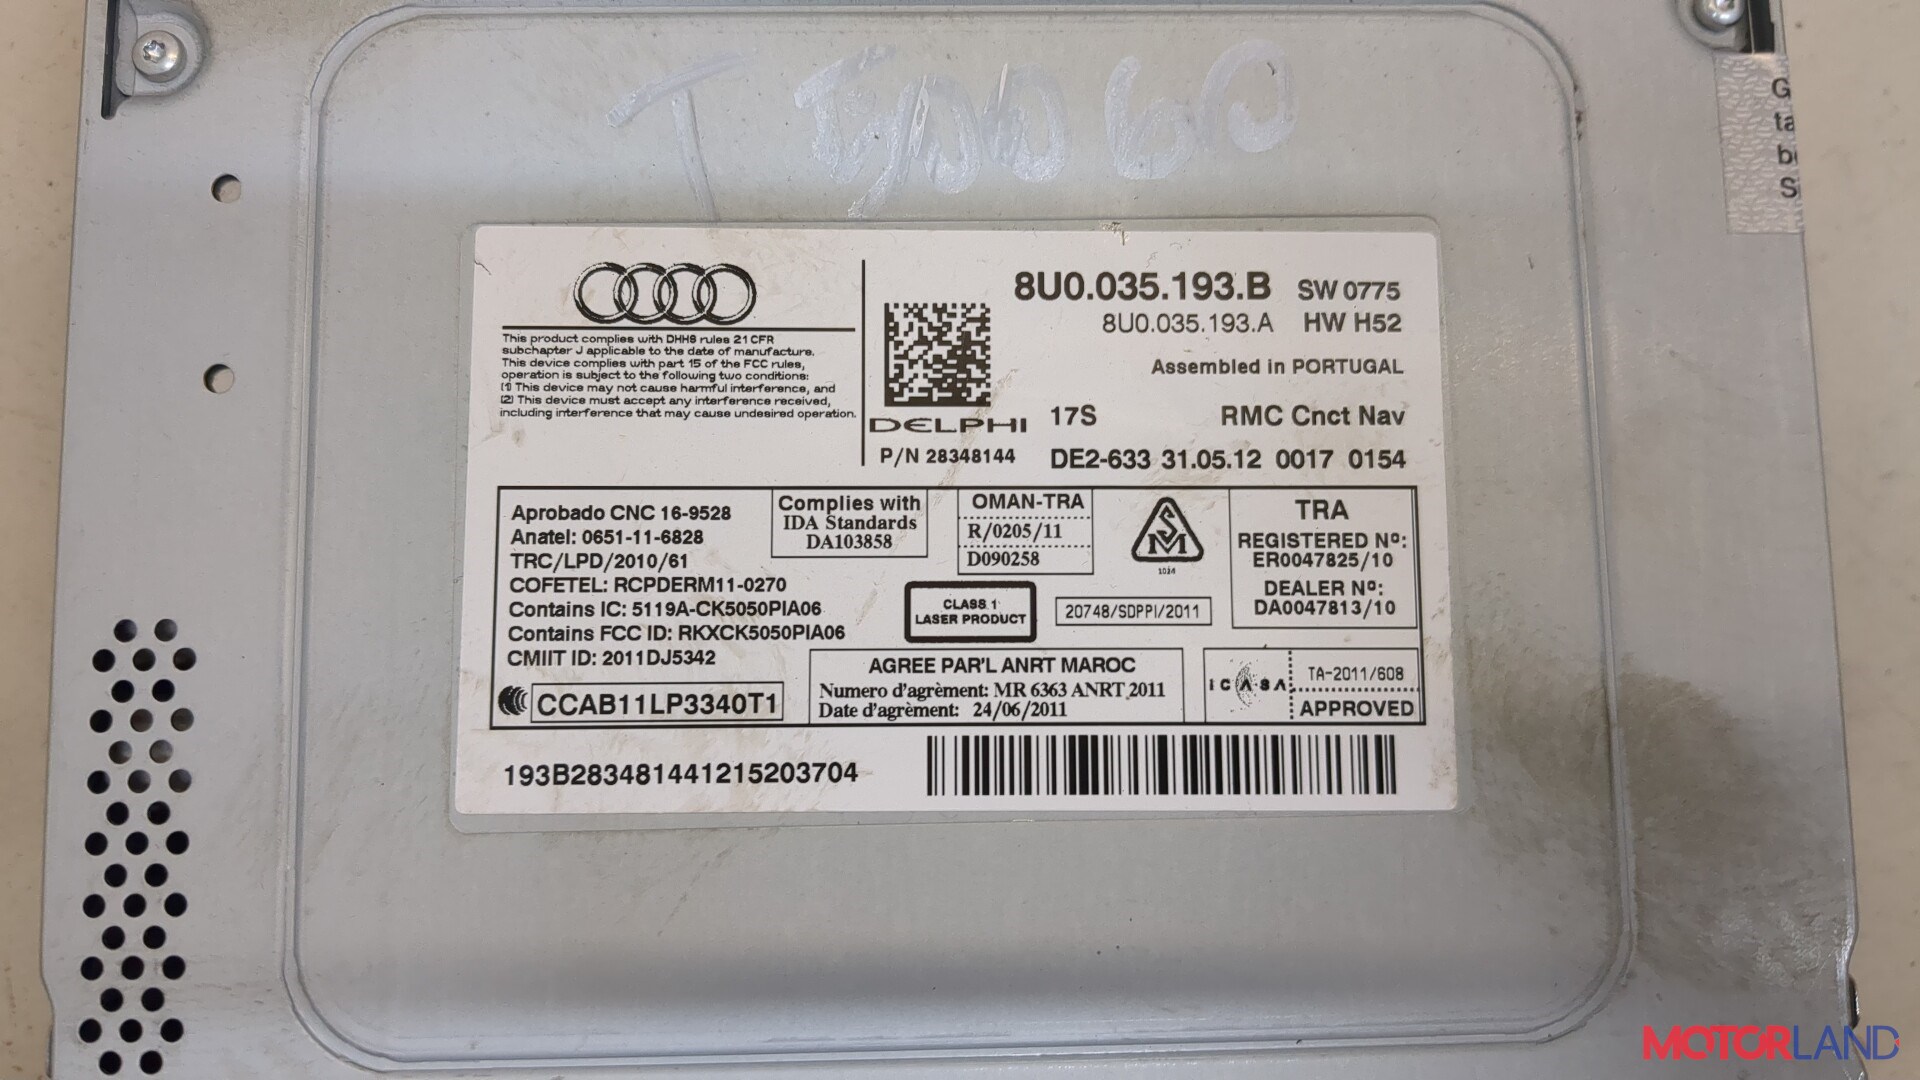 8U0.035.193.B SW 0775
8U0.035.193.A HW H52
Assembled in PORTUGAL
This product complies with DHHS rules 21 CFR
subchapter J applicable to the date of manufacture.
This device complies with part 15 of the FCC rules,
operation is subject to the following two conditions:
(1) This device may not cause harmful interference, and
(2) This device must accept any interference received,
including interference that may cause undesired operation.
DELPHI 17S RMC Cnct Nav
P/N 28348144 DE2-633 31.05.12 0017 0154
Aprobado CNC 16-9528
Anatel: 0651-11-6828
TRC/LPD/2010/61
COFETEL: RCPDERM11-0270
Contains IC: 5119A-CK5050PIA06
Contains FCC ID: RKXCK5050PIA06
CMIIT ID: 2011DJ5342
CCAB11LP3340T1
Complies with
IDA Standards
DA103858
OMAN-TRA
R/0205/11
D090258
SM
1024
TRA
REGISTERED Nº:
ER0047825/10
DEALER Nº:
DA0047813/10
CLASS 1
LASER PRODUCT
20748/SDPPI/2011
AGREE PAR'L ANRT MAROC
Numero d'agrèment: MR 6363 ANRT 2011
Date d'agrèment: 24/06/2011
ICASA
TA-2011/608
APPROVED
193B283481441215203704
MOTORLAND